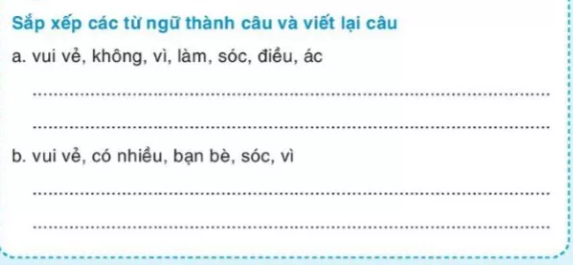 Sắp xếp các từ ngữ thành câu và viết lại câu
a. vui vẻ, không, vì, làm, sóc, điều, ác
b. vui vẻ, có nhiều, bạn bè, sóc, vì